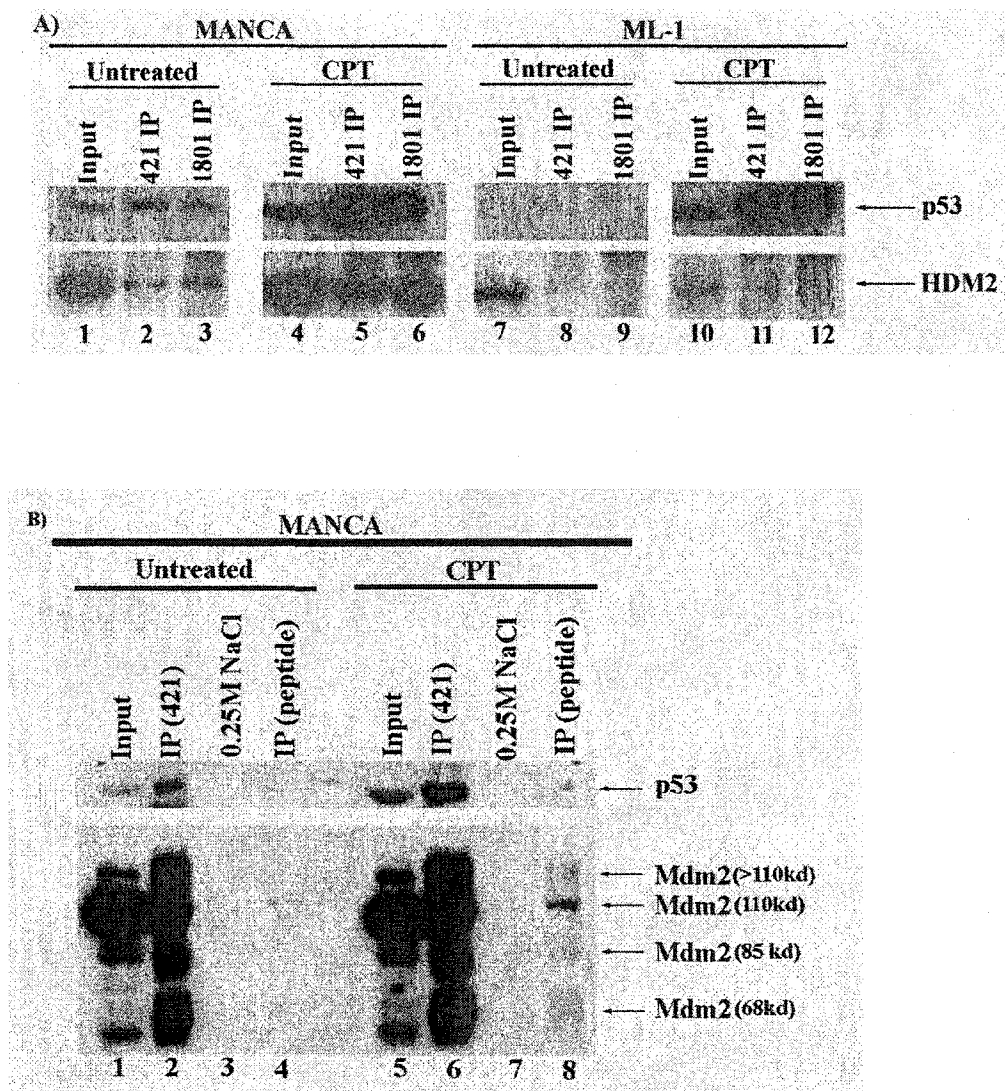 A)
MANCA
ML-1
Untreated
CPT
Untreated
CPT
Input
421 IP
1801 IP
Input
421 IP
1801 IP
Input
421 IP
1801 IP
Input
421 IP
1801 IP
p53
HDM2
1 2 3 4 5 6 7 8 9 10 11 12
B)
MANCA
Untreated
CPT
Input
IP (421)
0.25M NaCl
IP (peptide)
Input
IP (421)
0.25M NaCl
IP (peptide)
p53
Mdm2(>110kd)
Mdm2(110kd)
Mdm2(85 kd)
Mdm2(68kd)
1 2 3 4 5 6 7 8